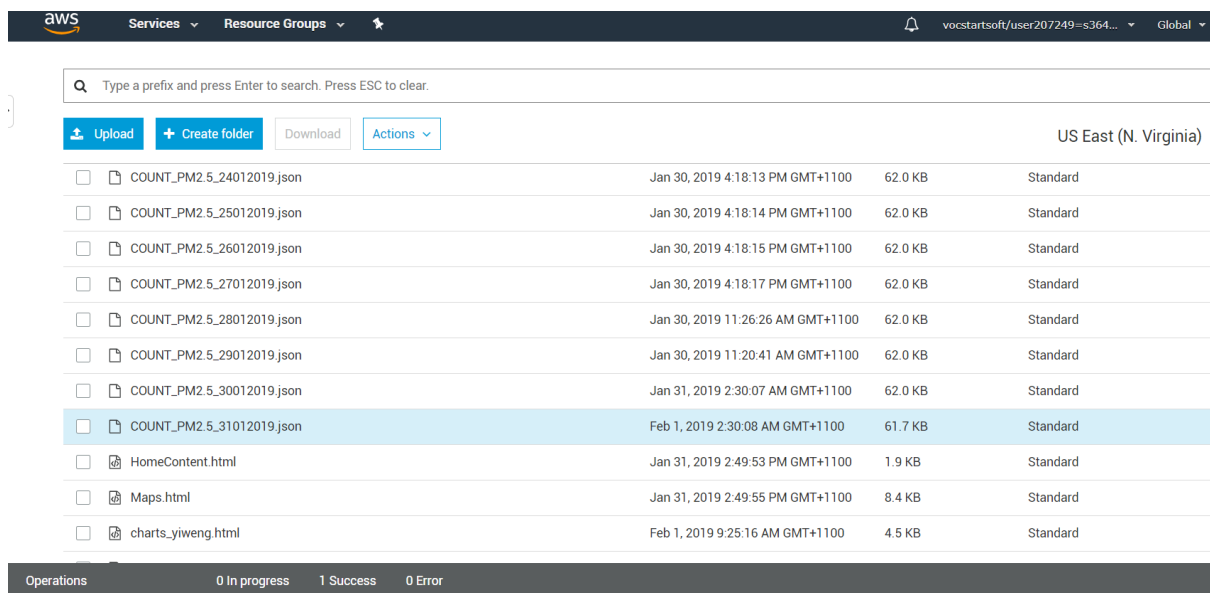 aws Services Resource Groups vocstartsoft/user207249=s364... Global
Type a prefix and press Enter to search. Press ESC to clear.
Upload Create folder Download Actions US East (N. Virginia)
COUNT_PM2.5_24012019.json Jan 30, 2019 4:18:13 PM GMT+1100 62.0 KB Standard
COUNT_PM2.5_25012019.json Jan 30, 2019 4:18:14 PM GMT+1100 62.0 KB Standard
COUNT_PM2.5_26012019.json Jan 30, 2019 4:18:15 PM GMT+1100 62.0 KB Standard
COUNT_PM2.5_27012019.json Jan 30, 2019 4:18:17 PM GMT+1100 62.0 KB Standard
COUNT_PM2.5_28012019.json Jan 30, 2019 11:26:26 AM GMT+1100 62.0 KB Standard
COUNT_PM2.5_29012019.json Jan 30, 2019 11:20:41 AM GMT+1100 62.0 KB Standard
COUNT_PM2.5_30012019.json Jan 31, 2019 2:30:07 AM GMT+1100 62.0 KB Standard
COUNT_PM2.5_31012019.json Feb 1, 2019 2:30:08 AM GMT+1100 61.7 KB Standard
HomeContent.html Jan 31, 2019 2:49:53 PM GMT+1100 1.9 KB Standard
Maps.html Jan 31, 2019 2:49:55 PM GMT+1100 8.4 KB Standard
charts_yiweng.html Feb 1, 2019 9:25:16 AM GMT+1100 4.5 KB Standard
Operations 0 In progress 1 Success 0 Error